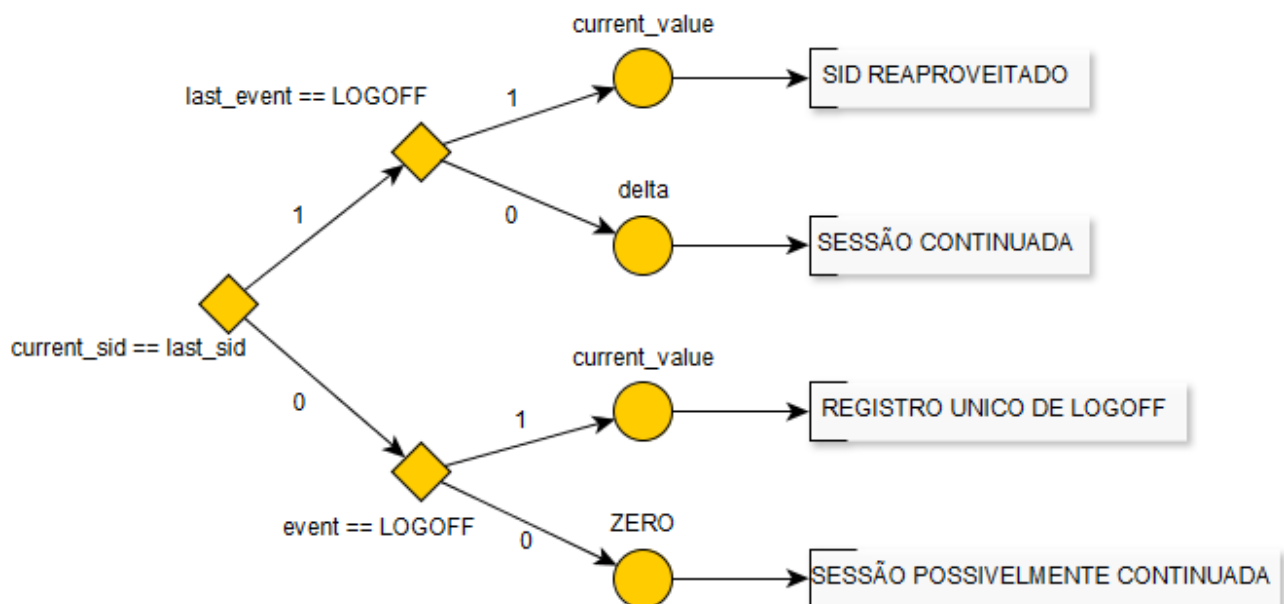 current_value
SID REAPROVEITADO
last_event == LOGOFF
1
delta
0
SESSÃO CONTINUADA
1
current_sid == last_sid
current_value
0
REGISTRO UNICO DE LOGOFF
1
event == LOGOFF
ZERO
0
SESSÃO POSSIVELMENTE CONTINUADA